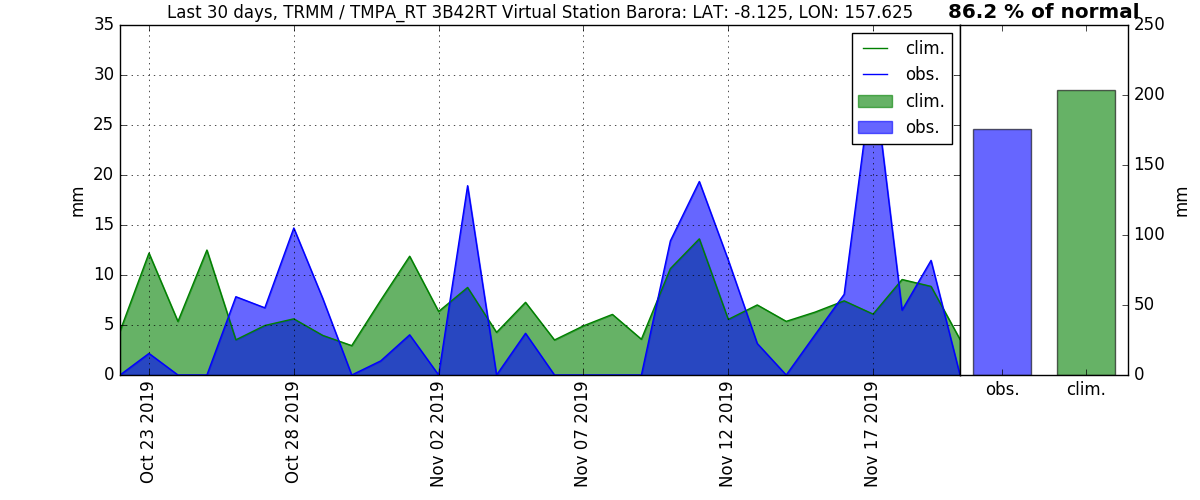 Last 30 days, TRMM / TMPA_RT 3B42RT Virtual Station Barora: LAT: -8.125, LON: 157.625
86.2 % of normal
35
30
25
20
15
10
5
0
mm
clim.
obs.
clim.
obs.
Oct 23 2019
Oct 28 2019
Nov 02 2019
Nov 07 2019
Nov 12 2019
Nov 17 2019
250
200
150
100
50
0
mm
obs.
clim.